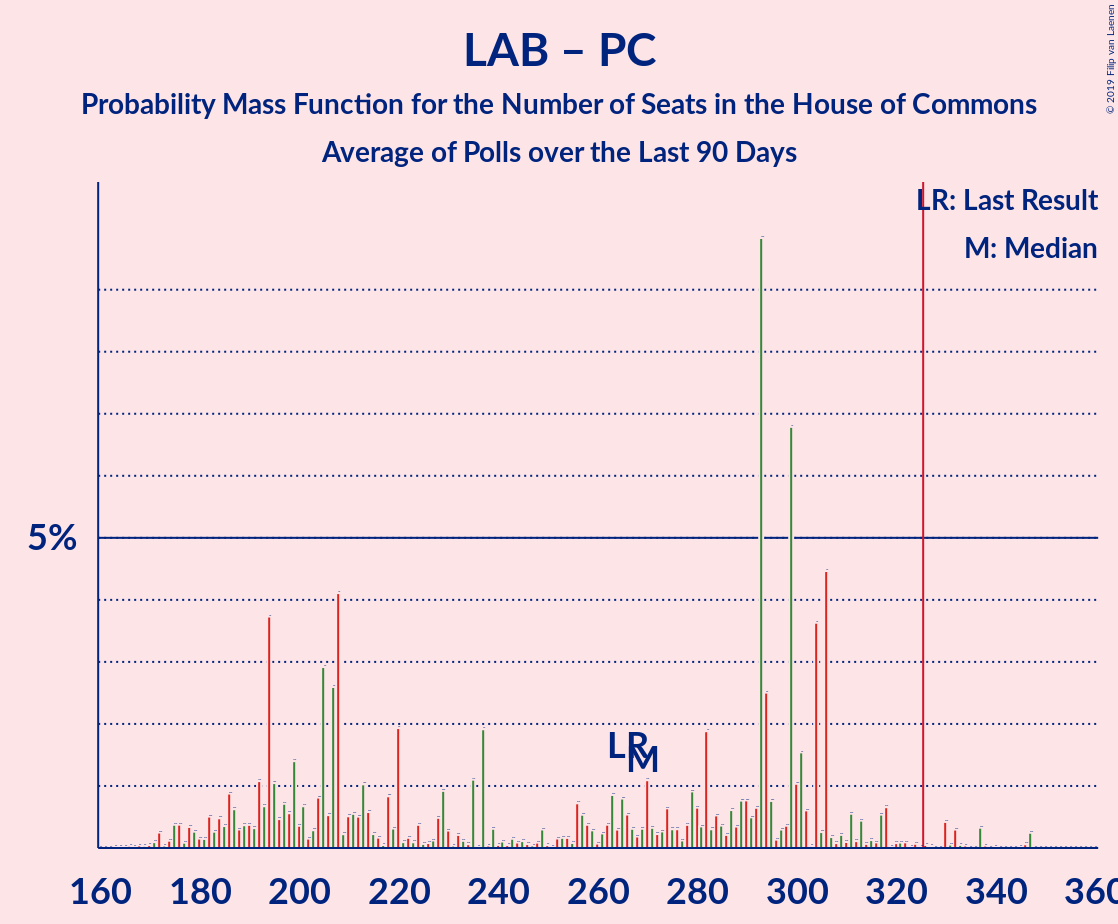 LAB – PC
Probability Mass Function for the Number of Seats in the House of Commons
Average of Polls over the Last 90 Days
© 2019 Filip van Laenen
LR: Last Result
M: Median
5%
LR
M
160 180 200 220 240 260 280 300 320 340 360